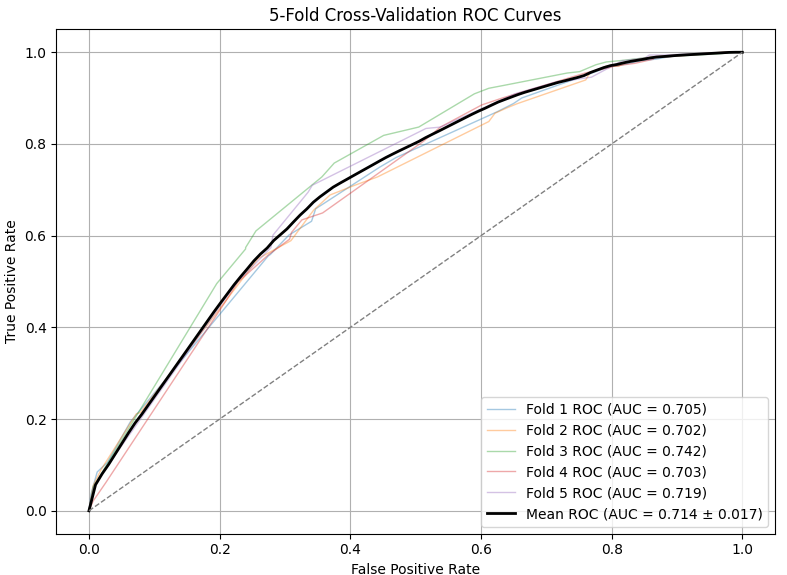 5-Fold Cross-Validation ROC Curves
True Positive Rate
1.0
0.8
0.6
0.4
0.2
0.0
Fold 1 ROC (AUC = 0.705)
Fold 2 ROC (AUC = 0.702)
Fold 3 ROC (AUC = 0.742)
Fold 4 ROC (AUC = 0.703)
Fold 5 ROC (AUC = 0.719)
Mean ROC (AUC = 0.714 ± 0.017)
0.0 0.2 0.4 0.6 0.8 1.0
False Positive Rate